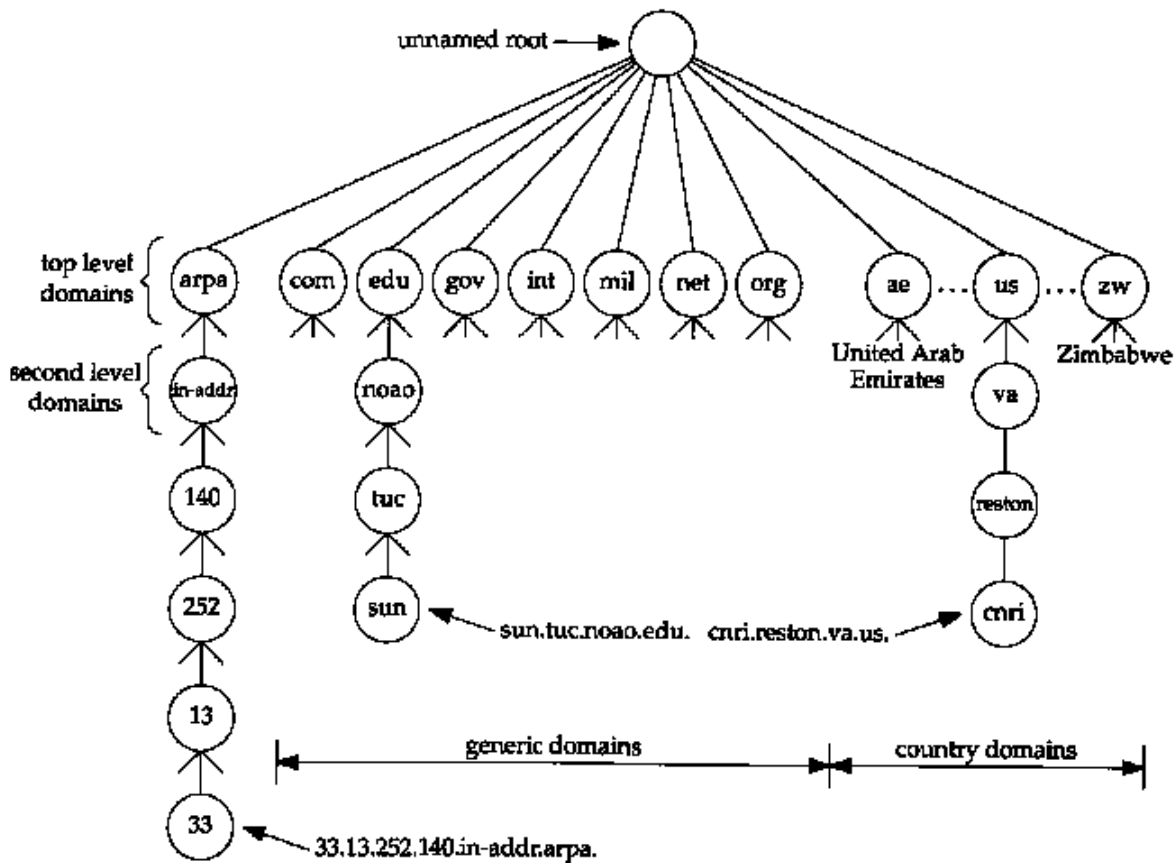 unnamed root
top level
domains
arpa com edu gov int mil net org ae ... us ... zw
United Arab
Emirates
Zimbabwe
second level
domains
in-addr noao va
140 tuc reston
252 sun cnri
sun.tuc.noao.edu. cnri.reston.va.us.
13
generic domains country domains
33
33.13.252.140.in-addr.arpa.